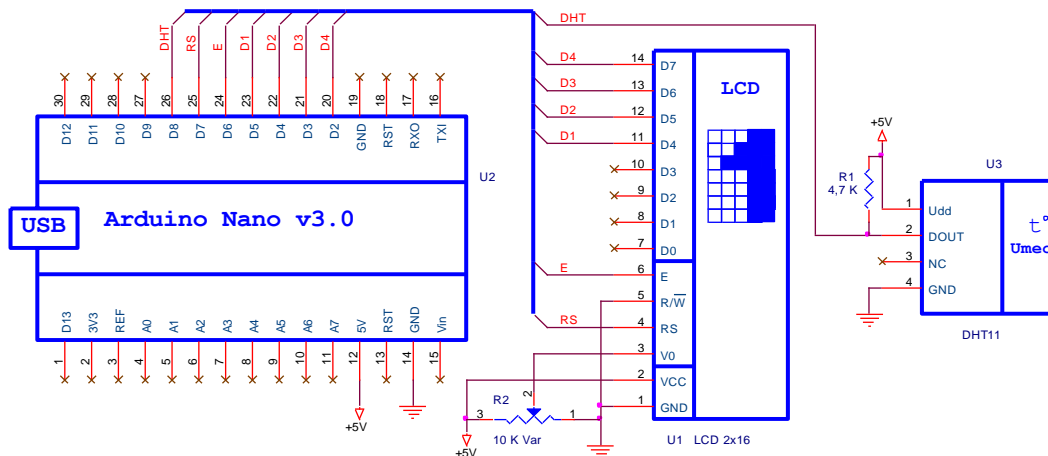 DHT
DHT
RS
E
D1
D2
D3
D4
30
29
28
27
26
25
24
23
22
21
20
19
18
17
16
D12
D11
D10
D9
D8
D7
D6
D5
D4
D3
D2
GND
RST
RXO
TXI
U2
USB
Arduino Nano v3.0
D13
3V3
REF
A0
A1
A2
A3
A4
A5
A6
A7
5V
RST
GND
Vin
1
2
3
4
5
6
7
8
9
10
11
12
13
14
15
+5V
D4
14
D7
D3
13
D6
D2
12
D5
D1
11
D4
10
D3
9
D2
8
D1
7
D0
E
6
E
5
R/W
RS
4
RS
3
V0
2
VCC
1
GND
LCD
R2
3
2
1
10 K Var
+5V
U1 LCD 2x16
+5V
R1
4,7 K
U3
1
Udd
2
DOUT
3
NC
4
GND
t°
Umed
DHT11